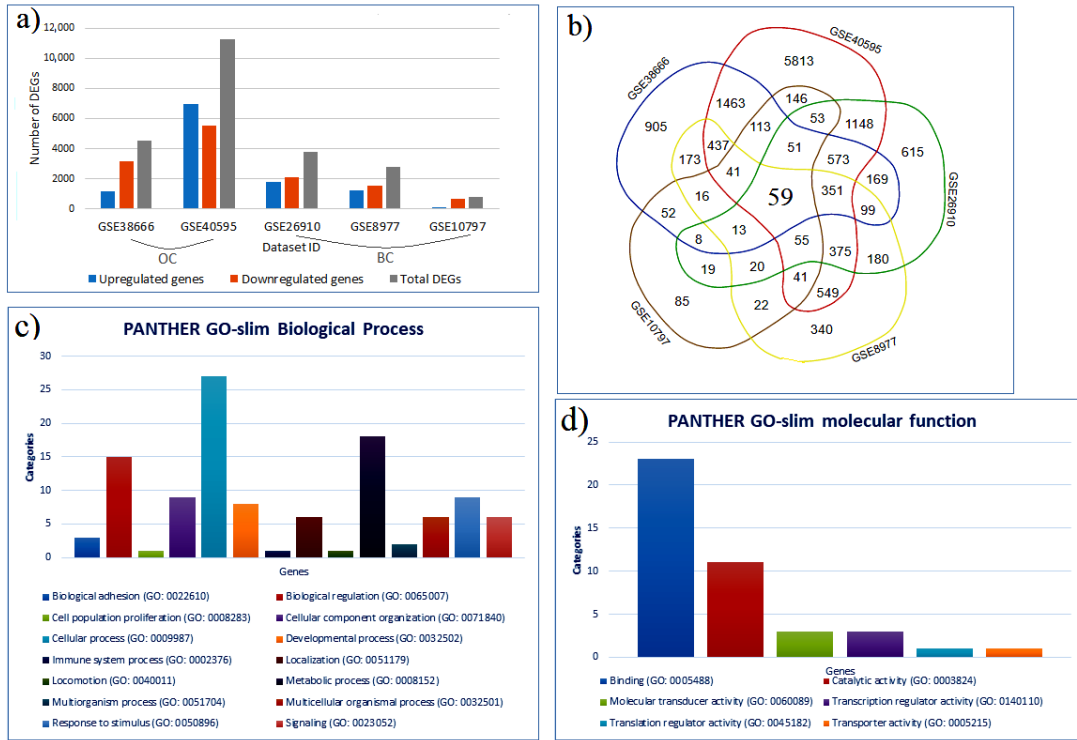 a)
12,000
10,000
8000
6000
4000
2000
0
Number of DEGs
GSE38666 GSE40595 GSE26910 GSE8977 GSE10797
Dataset ID
OC BC
Upregulated genes Downregulated genes Total DEGs
b)
GSE40595
GSE38666
GSE26910
GSE10797
GSE8977
5813
1463 146
905 113 53 1148
437 51 615
173 41 573 169
16 59 351
52 13 99
8 55 375 180
19 20 41
85 22 549
340
c)
PANTHER GO-slim Biological Process
30
25
20
15
10
5
0
Categories
Genes
Biological adhesion (GO: 0022610) Biological regulation (GO: 0065007)
Cell population proliferation (GO: 0008283) Cellular component organization (GO: 0071840)
Cellular process (GO: 0009987) Developmental process (GO: 0032502)
Immune system process (GO: 0002376) Localization (GO: 0051179)
Locomotion (GO: 0040011) Metabolic process (GO: 0008152)
Multiorganism process (GO: 0051704) Multicellular organismal process (GO: 0032501)
Response to stimulus (GO: 0050896) Signaling (GO: 0023052)
d)
PANTHER GO-slim molecular function
25
20
15
10
5
0
Categories
Genes
Binding (GO: 0005488) Catalytic activity (GO: 0003824)
Molecular transducer activity (GO: 0060089) Transcription regulator activity (GO: 0140110)
Translation regulator activity (GO: 0045182) Transporter activity (GO: 0005215)